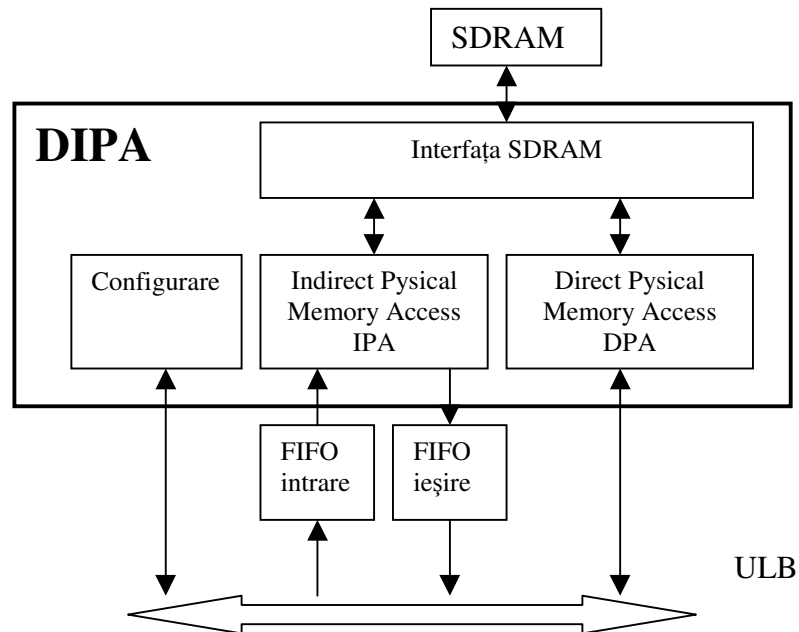 SDRAM
DIPA
Interfața SDRAM
Configurare
Indirect Pysical
Memory Access
IPA
Direct Pysical
Memory Access
DPA
FIFO
intrare
FIFO
ieşire
ULB